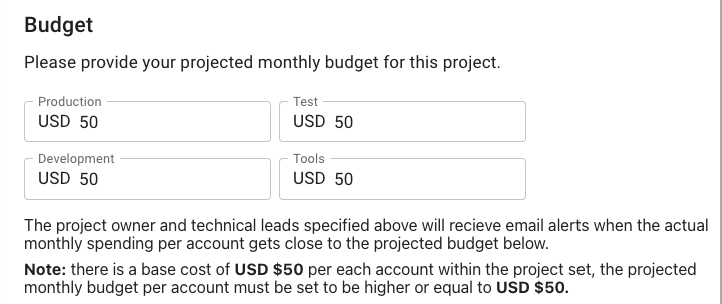 Budget
Please provide your projected monthly budget for this project.
Production
USD 50
Test
USD 50
Development
USD 50
Tools
USD 50
The project owner and technical leads specified above will recieve email alerts when the actual
monthly spending per account gets close to the projected budget below.
Note: there is a base cost of USD $50 per each account within the project set, the projected
monthly budget per account must be set to be higher or equal to USD $50.